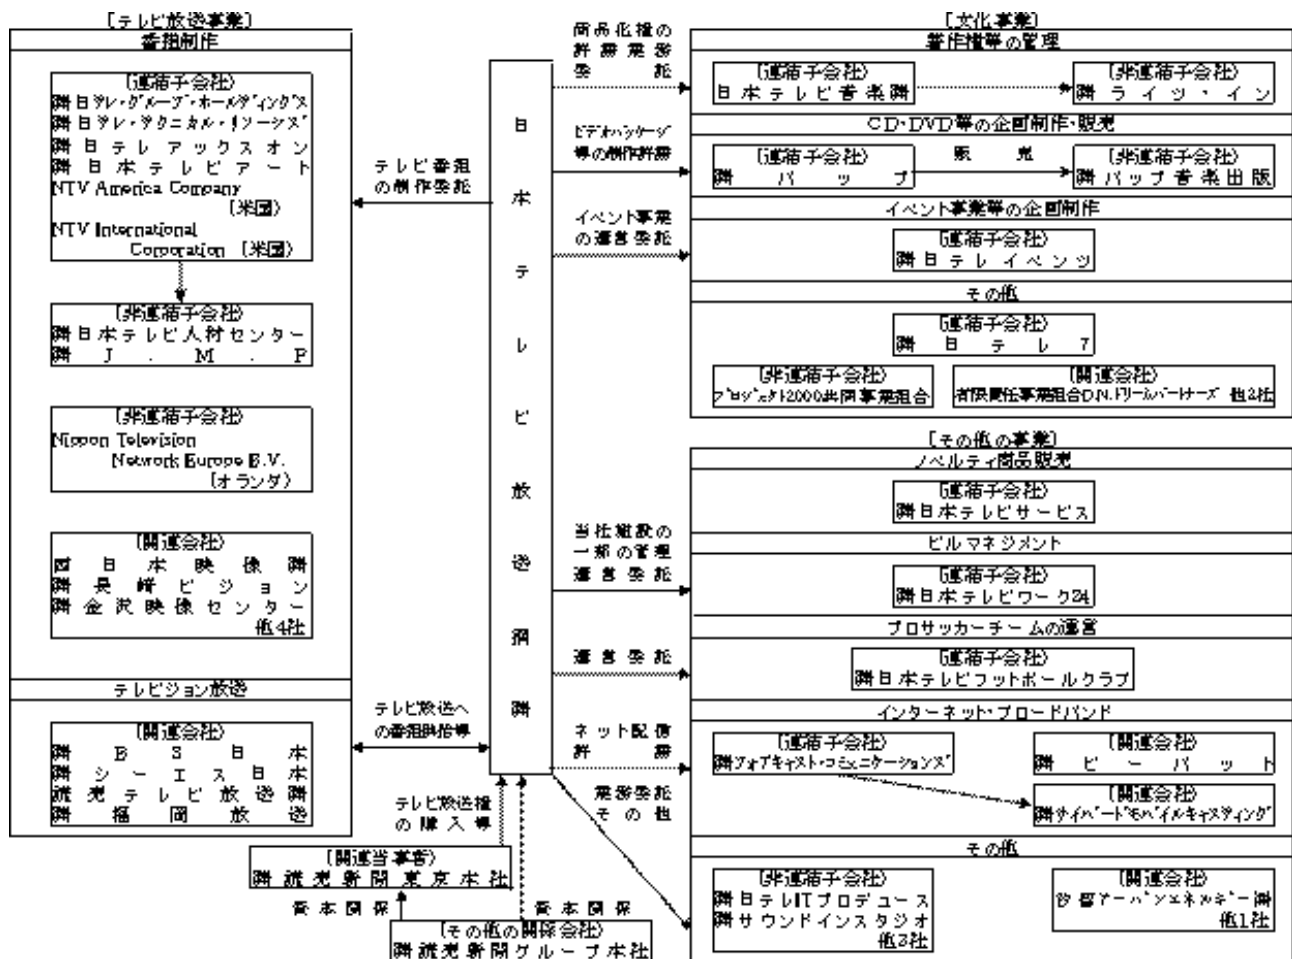 〔テレビ放送事業〕
番組制作
(連結子会社)
㈱日テレ・グループ・ホールディングス
㈱日テレ・テクニカル・リソーシズ
㈱日テレアックスオン
㈱日本テレビアート
NTV America Company
(米国)
NTV International
Corporation (米国)
(非連結子会社)
㈱日本テレビ人材センター
㈱J.M.P
(非連結子会社)
Nippon Television
Network Europe B.V.
(オランダ)
(関連会社)
西日本映像㈱
㈱長崎ビジョン
㈱金沢映像センター
他4社
テレビジョン放送
(関連会社)
㈱BS日本
㈱シーエス日本
讀売テレビ放送㈱
㈱福岡放送
テレビ番組
の制作委託
テレビ放送へ
の番組供給等
テレビ放送権
の購入等
(関連当事者)
㈱読売新聞東京本社
資本関係
資本関係
(その他の関係会社)
㈱読売新聞グループ本社
日本テレビ放送網㈱
商品化権の
許諾業務
委託
ビデオパッケージ
等の制作許諾
イベント事業
の運営委託
当社施設の
一部の管理
運営委託
運営委託
ネット配信
許諾
業務委託
その他
〔文化事業〕
著作権等の管理
(連結子会社)
日本テレビ音楽㈱
(非連結子会社)
㈱ライツ・イン
CD・DVD等の企画制作・販売
(連結子会社)
㈱バップ
販売
(非連結子会社)
㈱バップ音楽出版
イベント事業等の企画制作
(連結子会社)
㈱日テレイベンツ
その他
(連結子会社)
㈱日テレ7
(非連結子会社)
プロジェクト2000共同事業組合
(関連会社)
有限責任事業組合D.N.ドリームパートナーズ 他2社
〔その他の事業〕
ノベルティ商品販売
(連結子会社)
㈱日本テレビサービス
ビルマネジメント
(連結子会社)
㈱日本テレビワーク24
プロサッカーチームの運営
(連結子会社)
㈱日本テレビフットボールクラブ
インターネット・ブロードバンド
(連結子会社)
㈱フォアキャスト・コミュニケーションズ
(関連会社)
㈱ビーバット
(関連会社)
㈱サイバードモバイルキャスティング
その他
(非連結子会社)
㈱日テレITプロデュース
㈱サウンドインスタジオ
他3社
(関連会社)
汐留アーバンエネルギー㈱
他1社